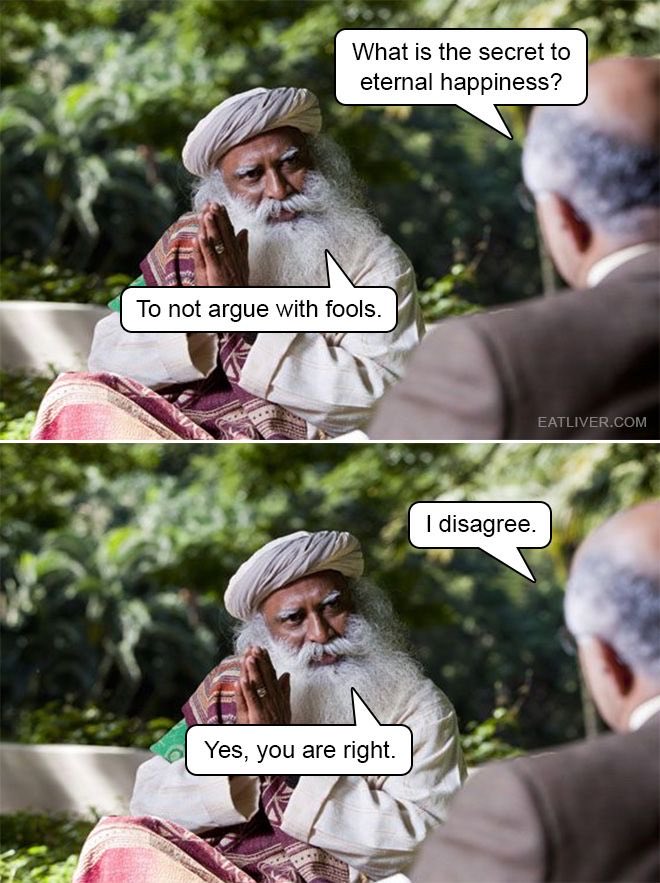 What is the secret to
eternal happiness?
To not argue with fools.
EATLIVER.COM
I disagree.
Yes, you are right.